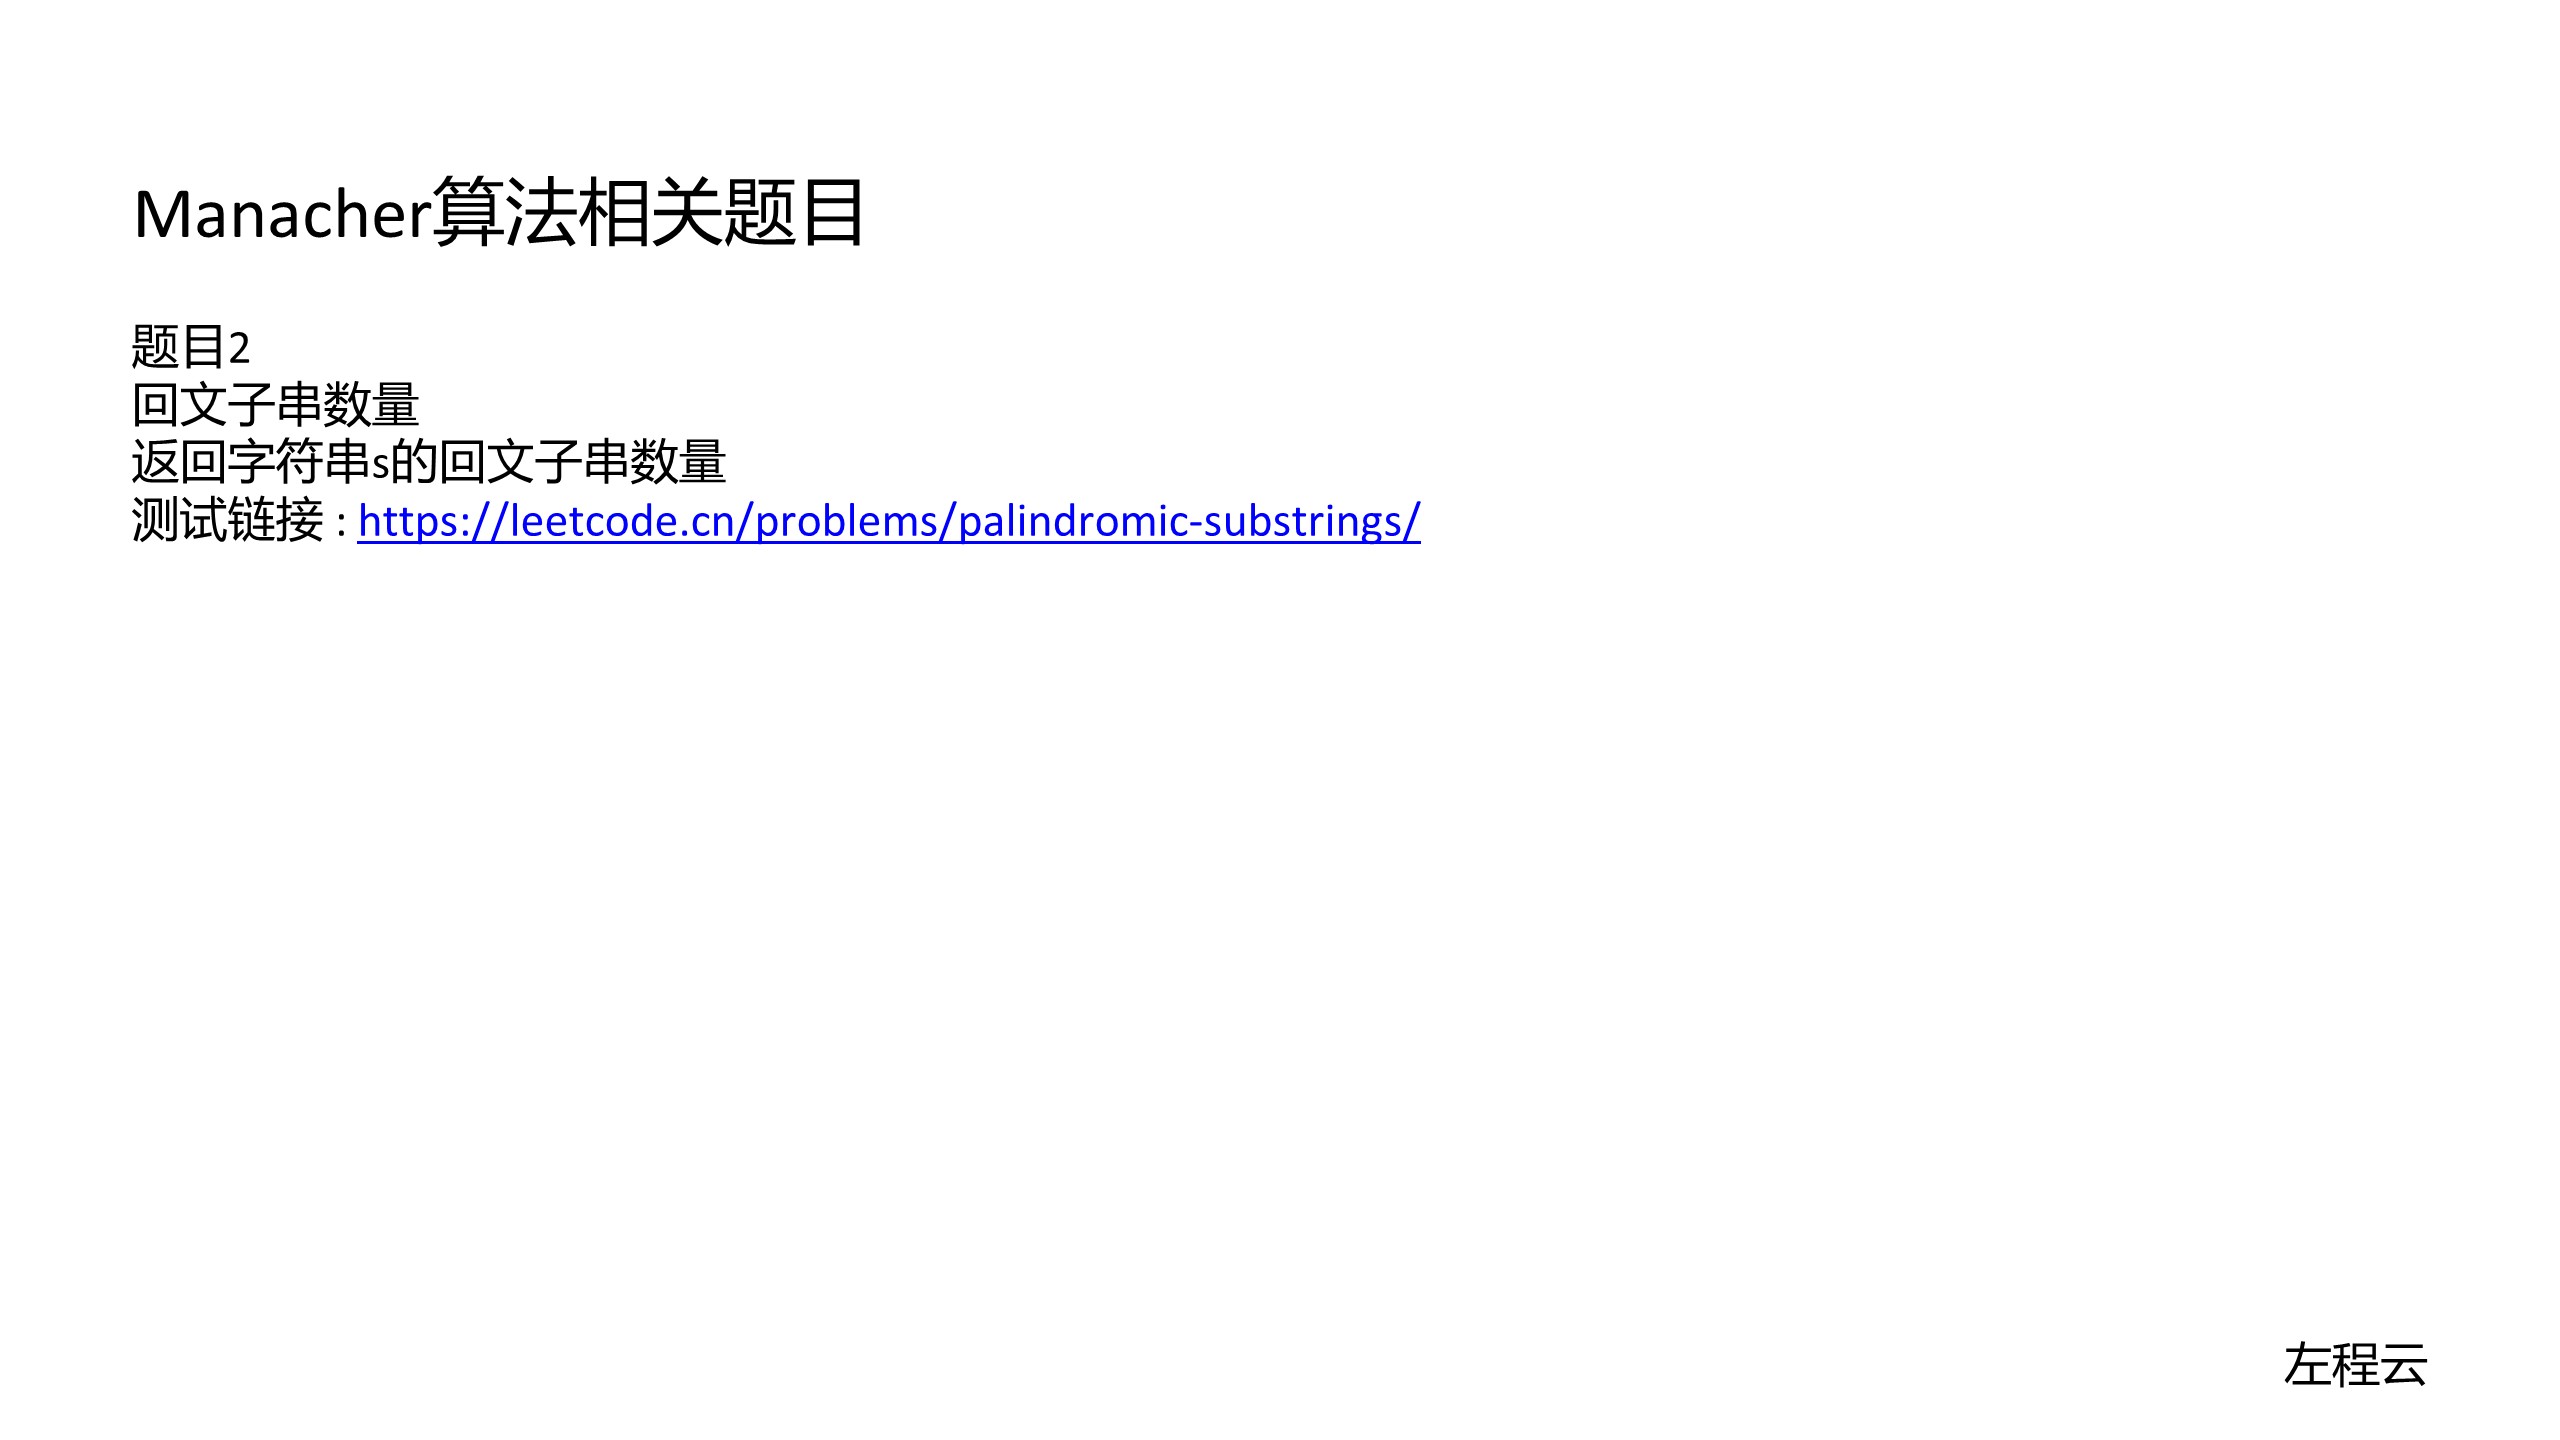 Manacher算法相关题目
题目2
回文子串数量
返回字符串s的回文子串数量
测试链接 : https://leetcode.cn/problems/palindromic-substrings/
左程云